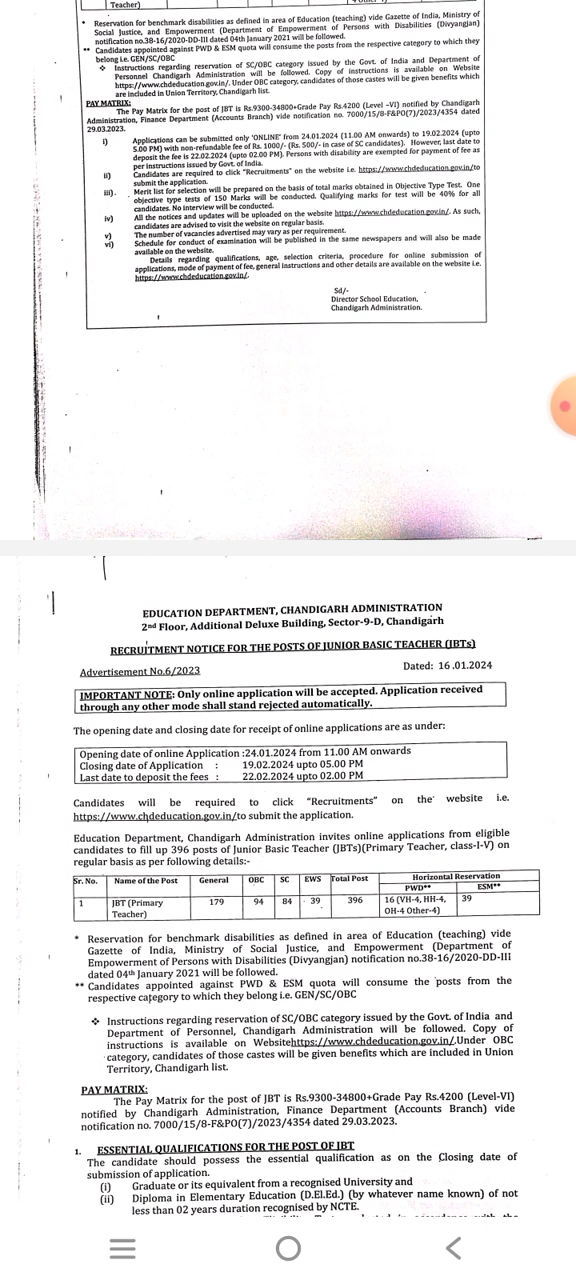 Teacher)
* Reservation for benchmark disabilities as defined in area of Education (teaching) vide Gazette of India, Ministry of
Social Justice, and Empowerment (Department of Empowerment of Persons with Disabilities (Divyangjan)
notification no.38-16/2020-DD-III dated 04th January 2021 will be followed.
** Candidates appointed against PWD & ESM quota will consume the posts from the respective category to which they
belong i.e. GEN/SC/OBC
❖ Instructions regarding reservation of SC/OBC category issued by the Govt. of India and Department of
Personnel Chandigarh Administration will be followed. Copy of instructions is available on Website
https://www.chdeducation.gov.in/. Under OBC category, candidates of those castes will be given benefits which
are included in Union Territory, Chandigarh list.
PAY MATRIX:
The Pay Matrix for the post of JBT is Rs.9300-34800+Grade Pay Rs.4200 (Level -VI) notified by Chandigarh
Administration, Finance Department (Accounts Branch) vide notification no. 7000/15/8-F&PO(7)/2023/4354 dated
29.03.2023.
i) Applications can be submitted only 'ONLINE' from 24.01.2024 (11.00 AM onwards) to 19.02.2024 (upto
5.00 PM) with non-refundable fee of Rs. 1000/- (Rs. 500/- in case of SC candidates). However, last date to
deposit the fee is 22.02.2024 (upto 02.00 PM). Persons with disability are exempted for payment of fee as
per instructions issued by Govt. of India.
ii) Candidates are required to click "Recruitments" on the website i.e. https://www.chdeducation.gov.in/to
submit the application.
iii). Merit list for selection will be prepared on the basis of total marks obtained in Objective Type Test. One
objective type tests of 150 Marks will be conducted. Qualifying marks for test will be 40% for all
candidates. No interview will be conducted.
iv) All the notices and updates will be uploaded on the website https://www.chdeducation.gov.in/. As such,
candidates are advised to visit the website on regular basis.
v) The number of vacancies advertised may vary as per requirement.
vi) Schedule for conduct of examination will be published in the same newspapers and will also be made
available on the website.
Details regarding qualifications, age, selection criteria, procedure for online submission of
applications, mode of payment of fee, general instructions and other details are available on the website i.e.
https://www.chdeducation.gov.in/.
Sd/-
Director School Education,
Chandigarh Administration.
EDUCATION DEPARTMENT, CHANDIGARH ADMINISTRATION
2nd Floor, Additional Deluxe Building, Sector-9-D, Chandigarh
RECRUITMENT NOTICE FOR THE POSTS OF JUNIOR BASIC TEACHER (JBTs)
Advertisement No.6/2023 Dated: 16.01.2024
IMPORTANT NOTE: Only online application will be accepted. Application received
through any other mode shall stand rejected automatically.
The opening date and closing date for receipt of online applications are as under:
Opening date of online Application :24.01.2024 from 11.00 AM onwards
Closing date of Application : 19.02.2024 upto 05.00 PM
Last date to deposit the fees : 22.02.2024 upto 02.00 PM
Candidates will be required to click "Recruitments" on the website i.e.
https://www.chdeducation.gov.in/to submit the application.
Education Department, Chandigarh Administration invites online applications from eligible
candidates to fill up 396 posts of Junior Basic Teacher (JBTs)(Primary Teacher, class-I-V) on
regular basis as per following details:-
Sr. No. Name of the Post General OBC SC EWS Total Post Horizontal Reservation
PWD** ESM**
1 JBT (Primary 179 94 84 39 396 16 (VH-4, HH-4, 39
Teacher) OH-4 Other-4)
* Reservation for benchmark disabilities as defined in area of Education (teaching) vide
Gazette of India, Ministry of Social Justice, and Empowerment (Department of
Empowerment of Persons with Disabilities (Divyangjan) notification no.38-16/2020-DD-III
dated 04th January 2021 will be followed.
** Candidates appointed against PWD & ESM quota will consume the posts from the
respective category to which they belong i.e. GEN/SC/OBC
❖ Instructions regarding reservation of SC/OBC category issued by the Govt. of India and
Department of Personnel, Chandigarh Administration will be followed. Copy of
instructions is available on Websitehttps://www.chdeducation.gov.in/.Under OBC
category, candidates of those castes will be given benefits which are included in Union
Territory, Chandigarh list.
PAY MATRIX:
The Pay Matrix for the post of JBT is Rs.9300-34800+Grade Pay Rs.4200 (Level-VI)
notified by Chandigarh Administration, Finance Department (Accounts Branch) vide
notification no. 7000/15/8-F&PO(7)/2023/4354 dated 29.03.2023.
1. ESSENTIAL QUALIFICATIONS FOR THE POST OF JBT
The candidate should possess the essential qualification as on the Closing date of
submission of application.
(i) Graduate or its equivalent from a recognised University and
(ii) Diploma in Elementary Education (D.El.Ed.) (by whatever name known) of not
less than 02 years duration recognised by NCTE.